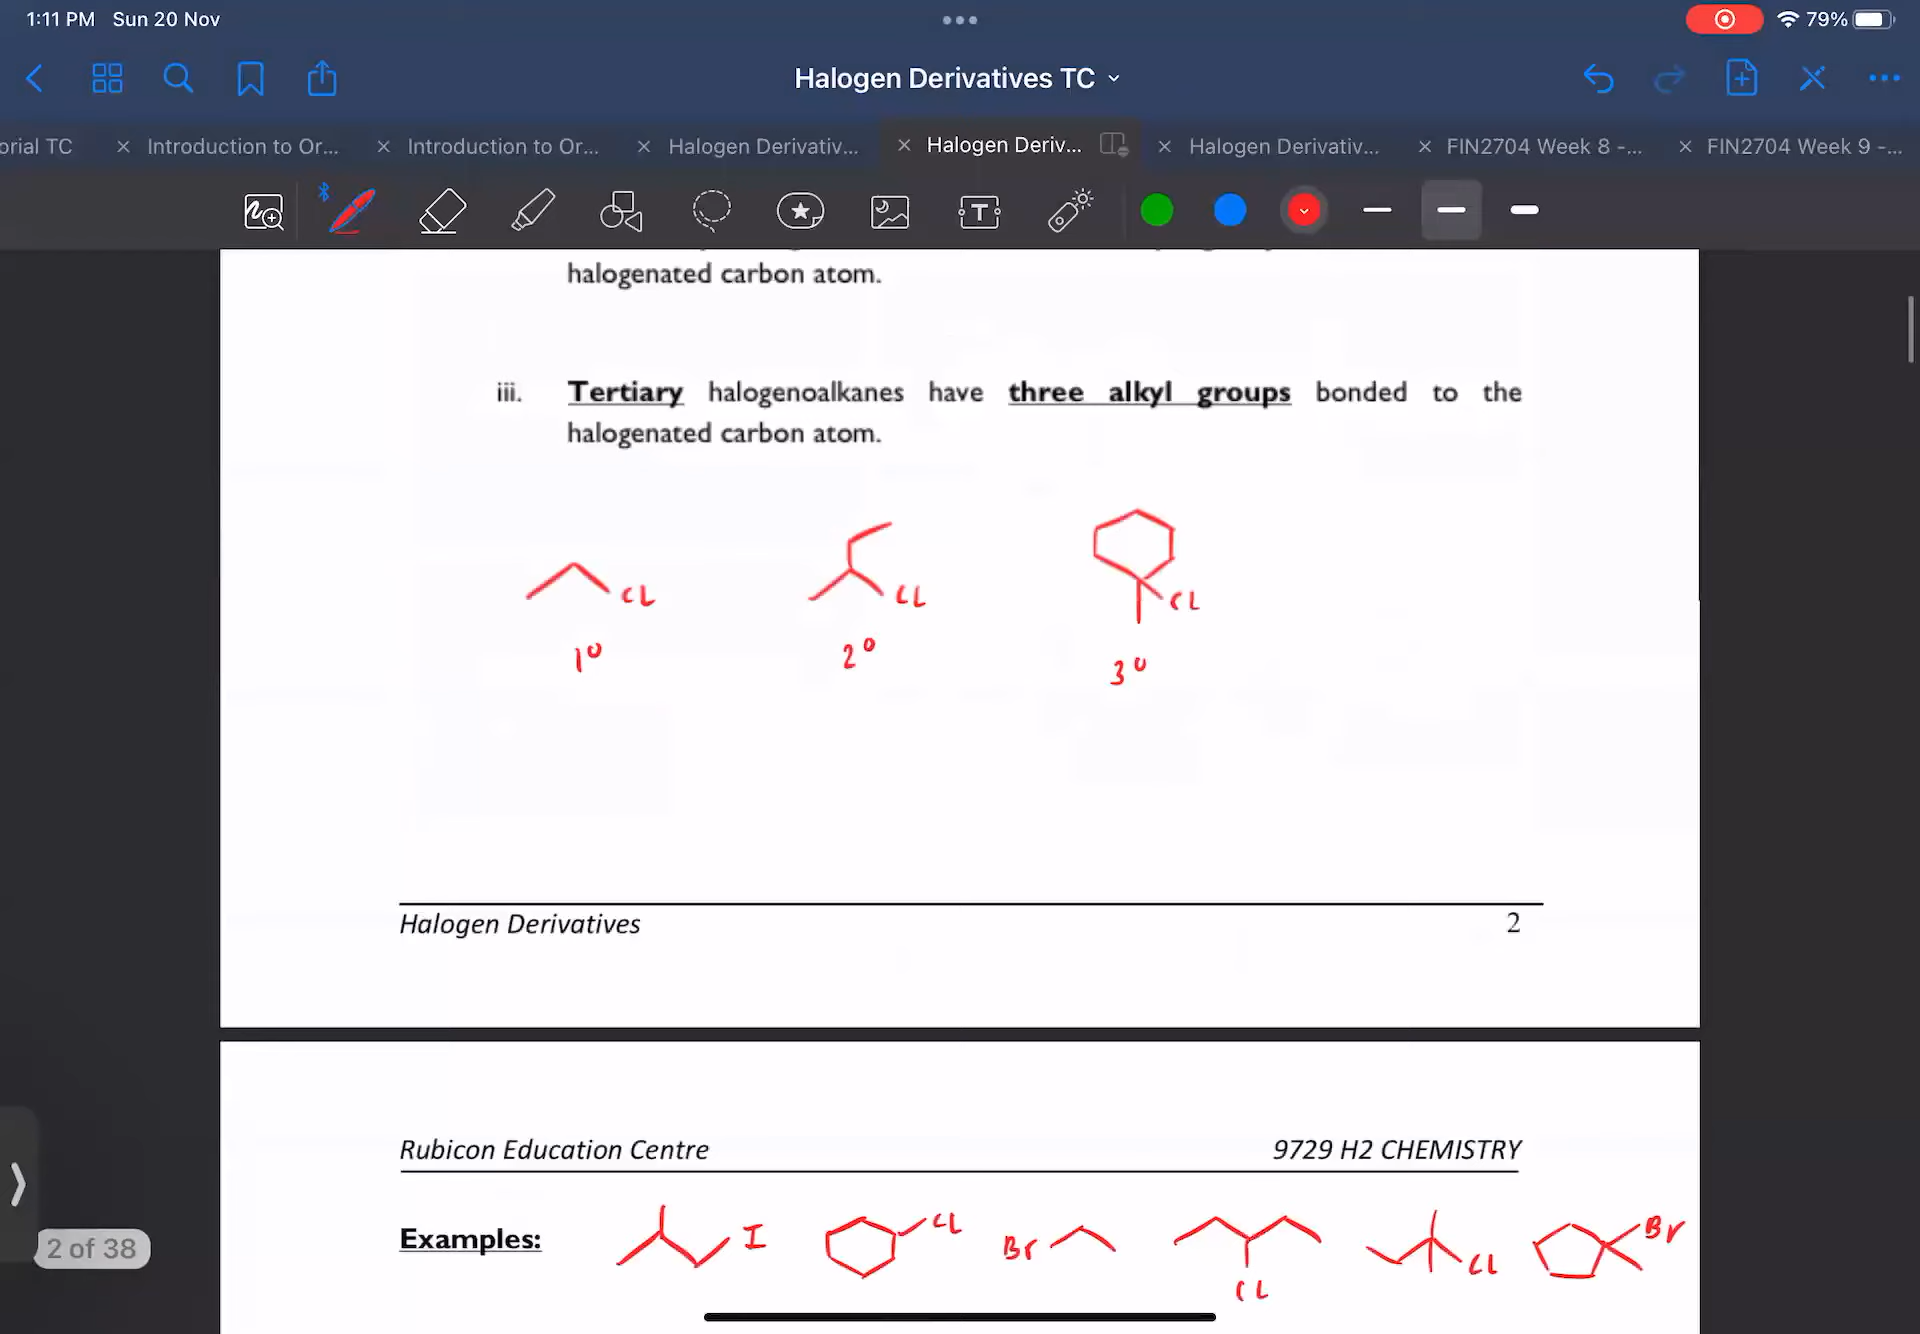 1:11 PM Sun 20 Nov
79%
Halogen Derivatives TC
orial TC
Introduction to Or...
Introduction to Or...
Halogen Derivativ...
Halogen Deriv...
Halogen Derivativ...
FIN2704 Week 8 -...
FIN2704 Week 9 -...
halogenated carbon atom.
iii. Tertiary halogenoalkanes have three alkyl groups bonded to the
halogenated carbon atom.
CL CL CL
1° 2° 3°
Halogen Derivatives 2
Rubicon Education Centre 9729 H2 CHEMISTRY
Examples: I CL Br CL CL Br
2 of 38